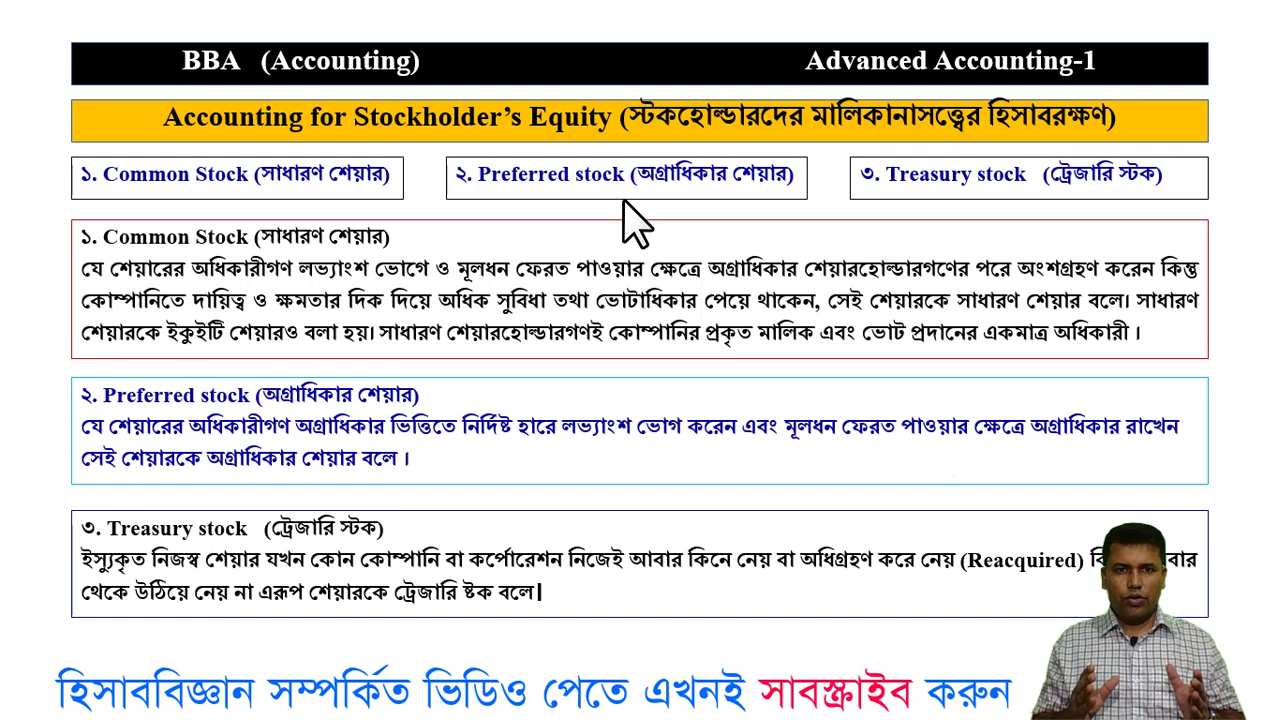 BBA (Accounting) Advanced Accounting-1
Accounting for Stockholder’s Equity (স্টকহোল্ডারদের মালিকানাসত্ত্বের হিসাবরক্ষণ)
১. Common Stock (সাধারণ শেয়ার) ২. Preferred stock (অগ্রাধিকার শেয়ার) ৩. Treasury stock (ট্রেজারি স্টক)
১. Common Stock (সাধারণ শেয়ার)
যে শেয়ারের অধিকারীগণ লভ্যাংশ ভোগে ও মূলধন ফেরত পাওয়ার ক্ষেত্রে অগ্রাধিকার শেয়ারহোল্ডারগণের পরে অংশগ্রহণ করেন কিন্তু
কোম্পানিতে দায়িত্ব ও ক্ষমতার দিক দিয়ে অধিক সুবিধা তথা ভোটাধিকার পেয়ে থাকেন, সেই শেয়ারকে সাধারণ শেয়ার বলে। সাধারণ
শেয়ারকে ইকুইটি শেয়ারও বলা হয়। সাধারণ শেয়ারহোল্ডারগণই কোম্পানির প্রকৃত মালিক এবং ভোট প্রদানের একমাত্র অধিকারী।
২. Preferred stock (অগ্রাধিকার শেয়ার)
যে শেয়ারের অধিকারীগণ অগ্রাধিকার ভিত্তিতে নির্দিষ্ট হারে লভ্যাংশ ভোগ করেন এবং মূলধন ফেরত পাওয়ার ক্ষেত্রে অগ্রাধিকার রাখেন
সেই শেয়ারকে অগ্রাধিকার শেয়ার বলে।
৩. Treasury stock (ট্রেজারি স্টক)
ইস্যুকৃত নিজস্ব শেয়ার যখন কোন কোম্পানি বা কর্পোরেশন নিজেই আবার কিনে নেয় বা অধিগ্রহণ করে নেয় (Reacquired)
থেকে উঠিয়ে নেয় না এরূপ শেয়ারকে ট্রেজারি ষ্টক বলে।
হিসাববিজ্ঞান সম্পর্কিত ভিডিও পেতে এখনই সাবস্ক্রাইব করুন